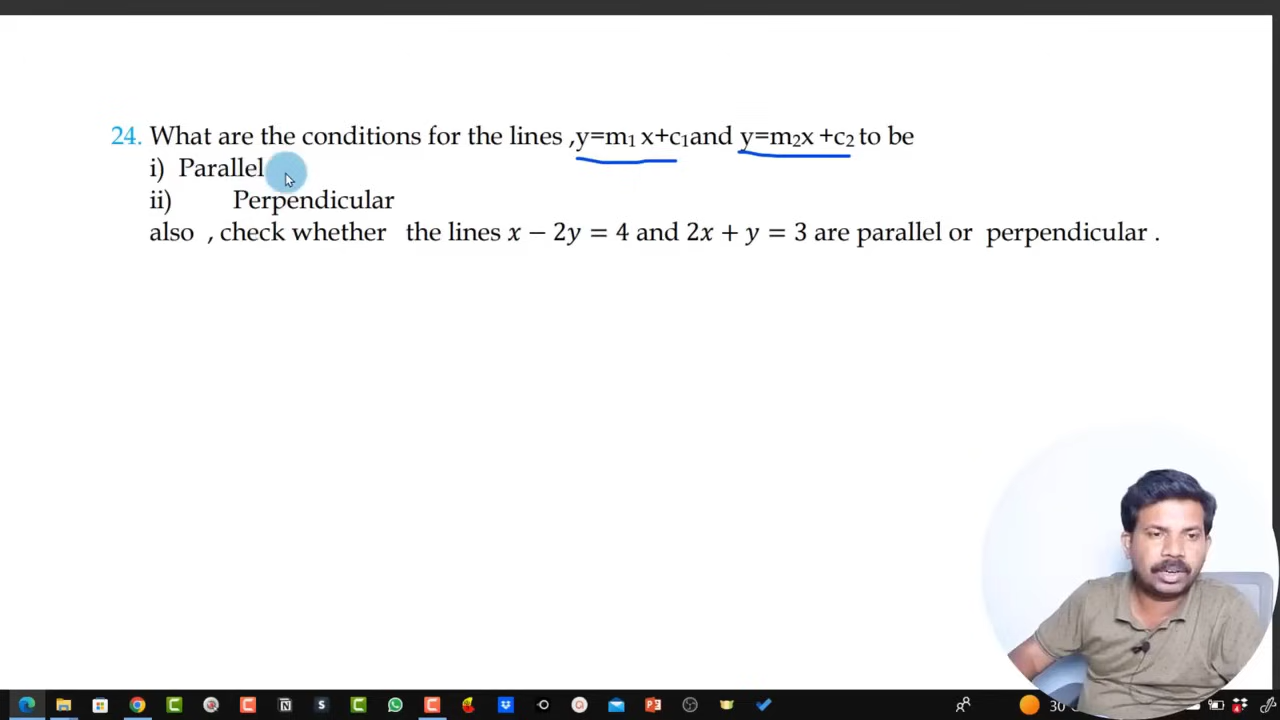 24. What are the conditions for the lines ,y=m₁ x+c₁and y=m₂x +c₂ to be
i) Parallel
ii) Perpendicular
also , check whether the lines x − 2y = 4 and 2x + y = 3 are parallel or perpendicular .
30